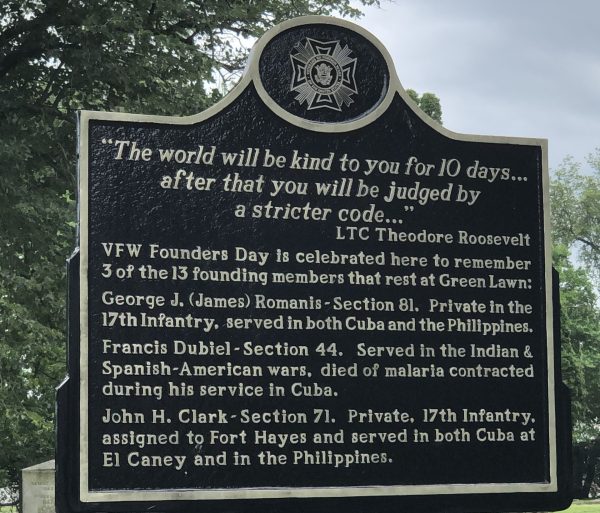 “The world will be kind to you for 10 days...
after that you will be judged by
a stricter code...”
LTC Theodore Roosevelt
VFW Founders Day is celebrated here to remember
3 of the 13 founding members that rest at Green Lawn:
George J. (James) Romanis - Section 81. Private in the
17th Infantry, served in both Cuba and the Philippines.
Francis Dubiel - Section 44. Served in the Indian &
Spanish-American wars, died of malaria contracted
during his service in Cuba.
John H. Clark - Section 71. Private, 17th Infantry,
assigned to Fort Hayes and served in both Cuba at
El Caney and in the Philippines.